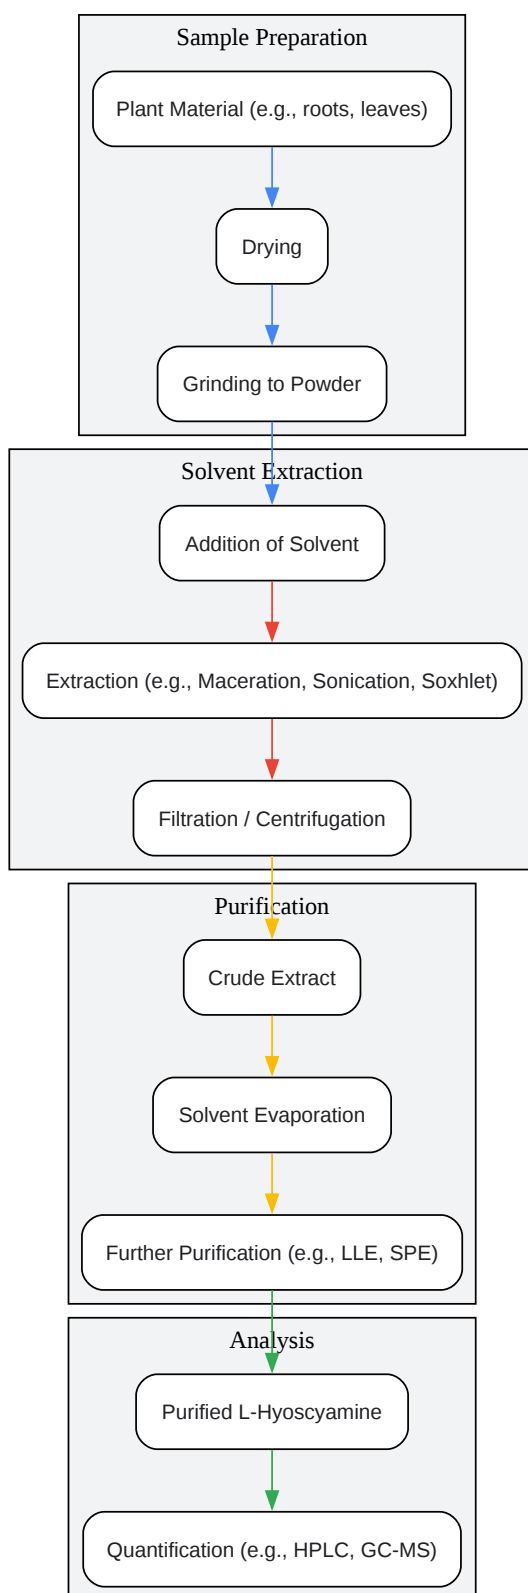 Sample Preparation
Plant Material (e.g., roots, leaves)
Drying
Grinding to Powder
Solvent Extraction
Addition of Solvent
Extraction (e.g., Maceration, Sonication, Soxhlet)
Filtration / Centrifugation
Purification
Crude Extract
Solvent Evaporation
Further Purification (e.g., LLE, SPE)
Analysis
Purified L-Hyoscyamine
Quantification (e.g., HPLC, GC-MS)